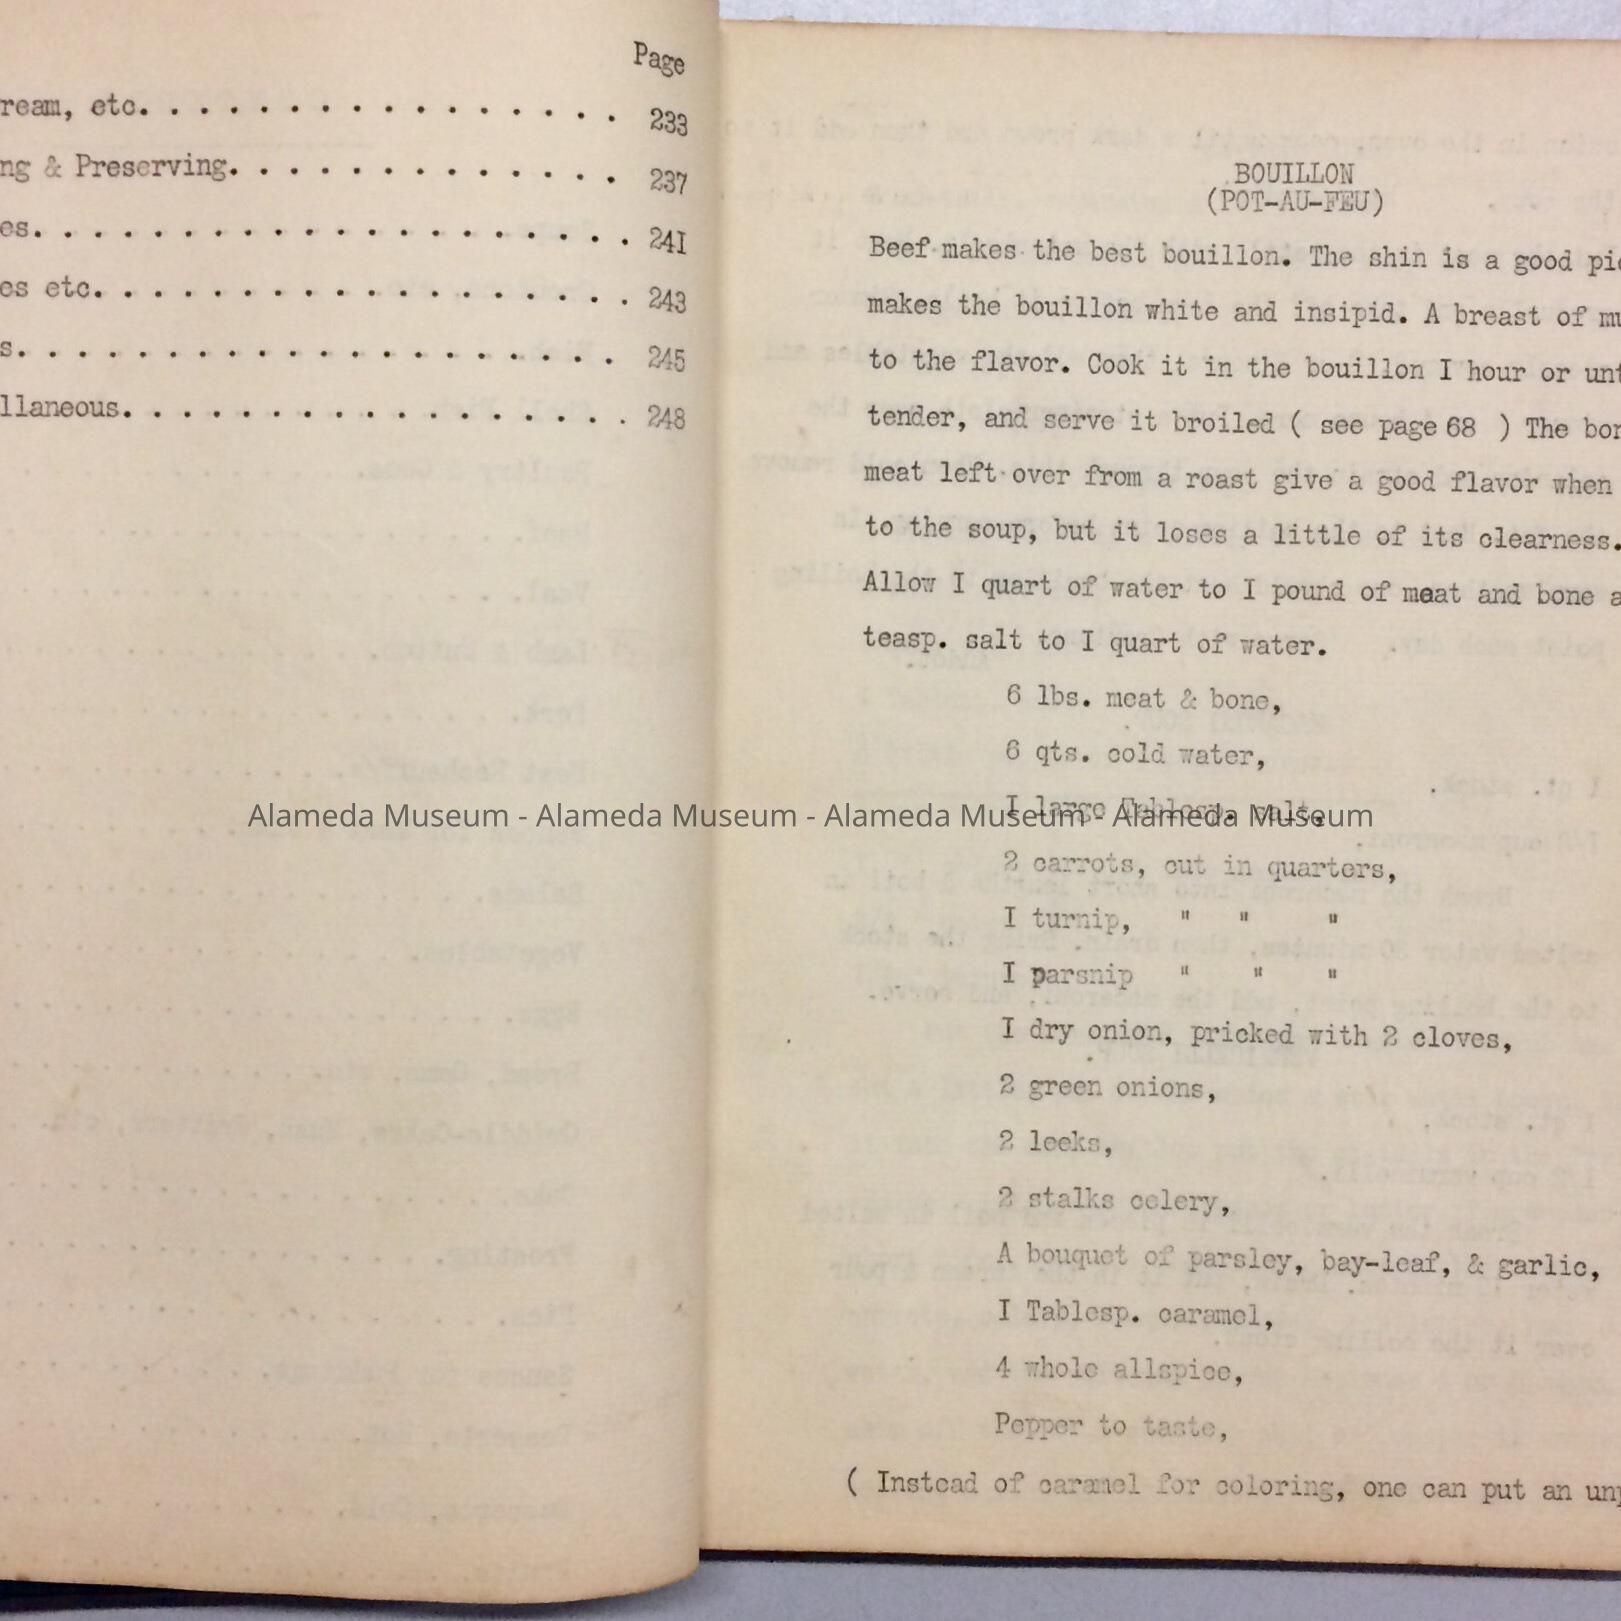 Page
ream, etc. . . . . . . . . . . . . . . . . 233
ng & Preserving. . . . . . . . . . . . . . 237
es. . . . . . . . . . . . . . . . . . . . . 241
es etc. . . . . . . . . . . . . . . . . . . 243
s. . . . . . . . . . . . . . . . . . . . . 245
llaneous. . . . . . . . . . . . . . . . . . 248
BOUILLON
(POT-AU-FEU)
Beef makes the best bouillon. The shin is a good pie
makes the bouillon white and insipid. A breast of mu
to the flavor. Cook it in the bouillon I hour or unt
tender, and serve it broiled ( see page 68 ) The bon
meat left over from a roast give a good flavor when
to the soup, but it loses a little of its clearness.
Allow I quart of water to I pound of meat and bone a
teasp. salt to I quart of water.
6 lbs. meat & bone,
6 qts. cold water,
I large Tablesp. salt,
Alameda Museum - Alameda Museum - Alameda Museum - Alameda Museum
2 carrots, cut in quarters,
I turnip, " " "
I parsnip " " "
I dry onion, pricked with 2 cloves,
2 green onions,
2 leeks,
2 stalks celery,
A bouquet of parsley, bay-leaf, & garlic,
I Tablesp. caramel,
4 whole allspice,
Pepper to taste,
( Instead of caramel for coloring, one can put an unp